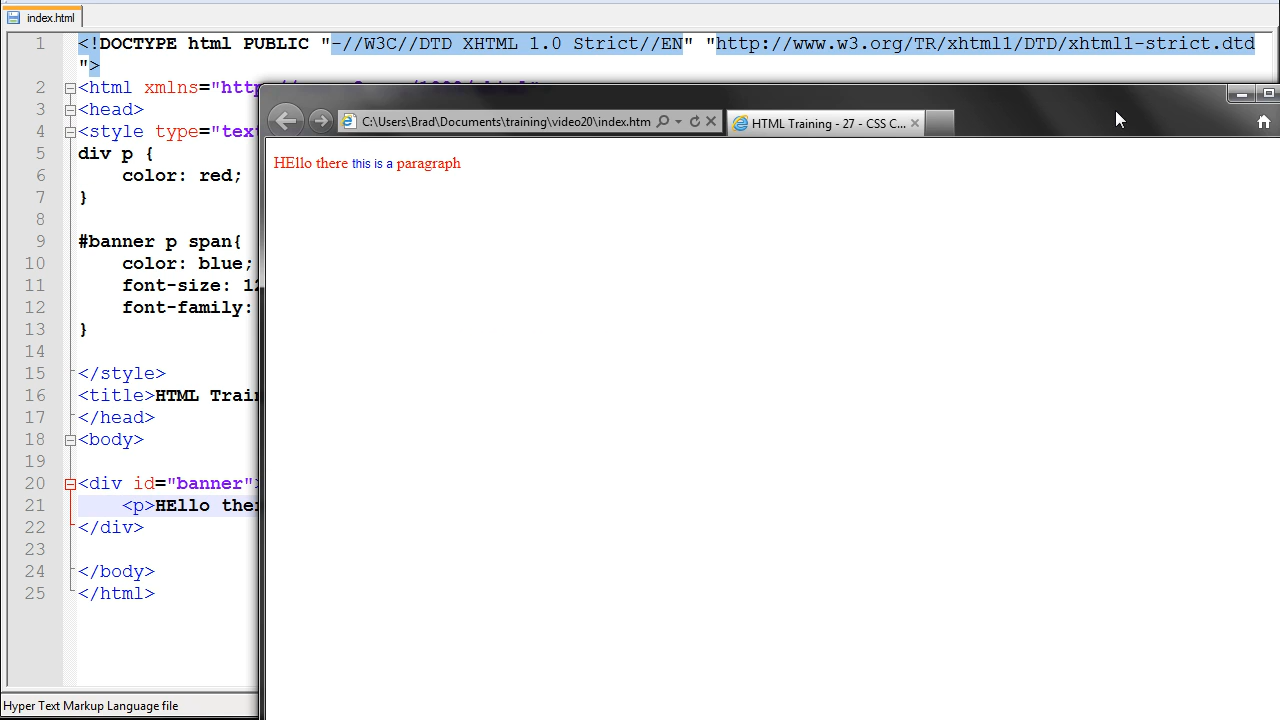 index.html
1 <!DOCTYPE html PUBLIC "-//W3C//DTD XHTML 1.0 Strict//EN" "http://www.w3.org/TR/xhtml1/DTD/xhtml1-strict.dtd
">
2 <html xmlns="http:
3 <head>
4 <style type="text
5 div p {
6 color: red;
7 }
8
9 #banner p span{
10 color: blue;
11 font-size: 12
12 font-family:
13 }
14
15 </style>
16 <title>HTML Train
17 </head>
18 <body>
19
20 <div id="banner">
21 <p>HEllo ther
22 </div>
23
24 </body>
25 </html>
Hyper Text Markup Language file
C:\Users\Brad\Documents\training\video20\index.htm
HTML Training - 27 - CSS C...
HEllo there this is a paragraph